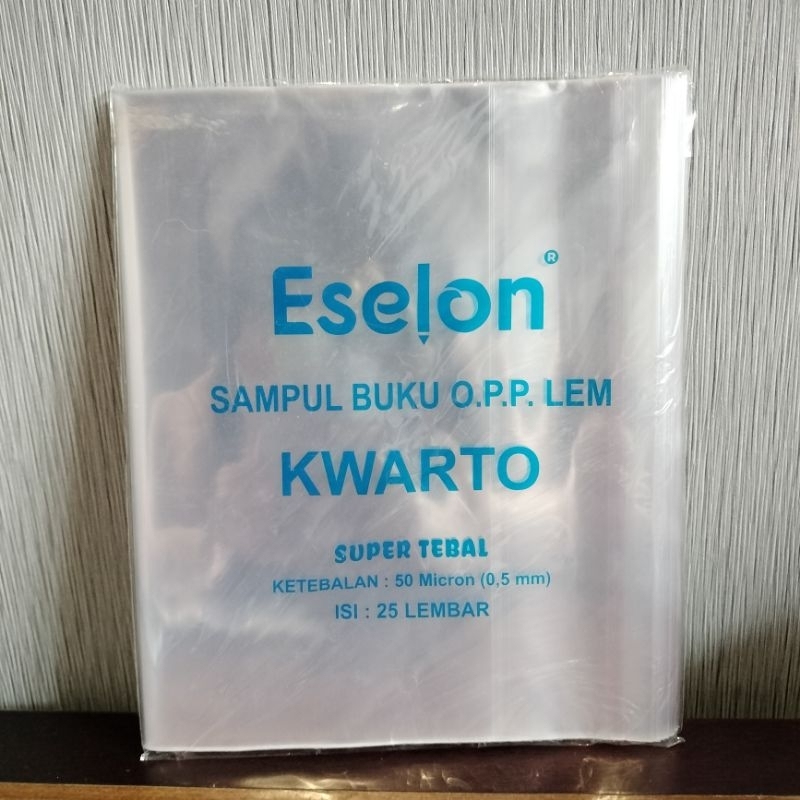 Eselon®
SAMPUL BUKU O.P.P. LEM
KWARTO
SUPER TEBAL
KETEBALAN : 50 Micron (0,5 mm)
ISI : 25 LEMBAR